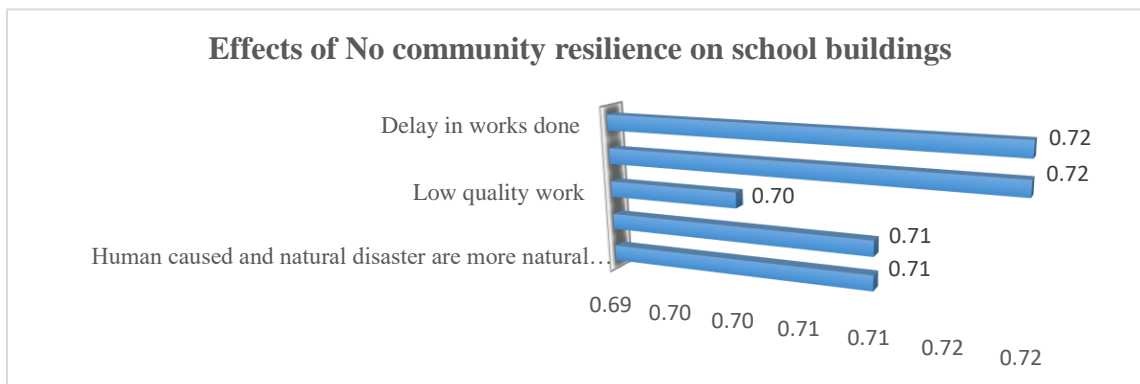 Effects of No community resilience on school buildings
Delay in works done
0.72
0.72
Low quality work
0.70
0.71
Human caused and natural disaster are more natural…
0.71
0.69 0.70 0.70 0.71 0.71 0.72 0.72